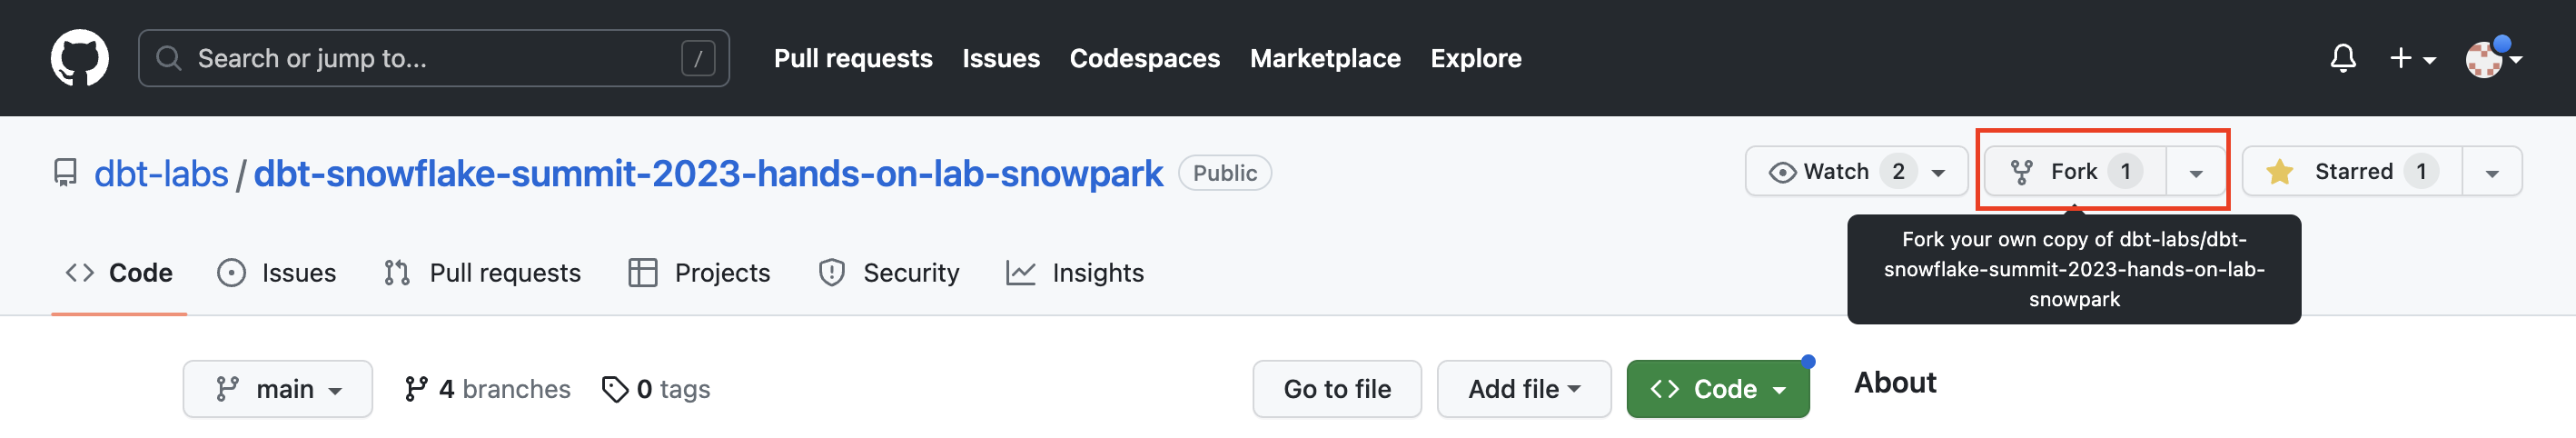 Search or jump to... / Pull requests Issues Codespaces Marketplace Explore
dbt-labs / dbt-snowflake-summit-2023-hands-on-lab-snowpark Public Watch 2 Fork 1 Starred 1
Fork your own copy of dbt-labs/dbt-
snowflake-summit-2023-hands-on-lab-
snowpark
Code Issues Pull requests Projects Security Insights
main 4 branches 0 tags Go to file Add file Code About